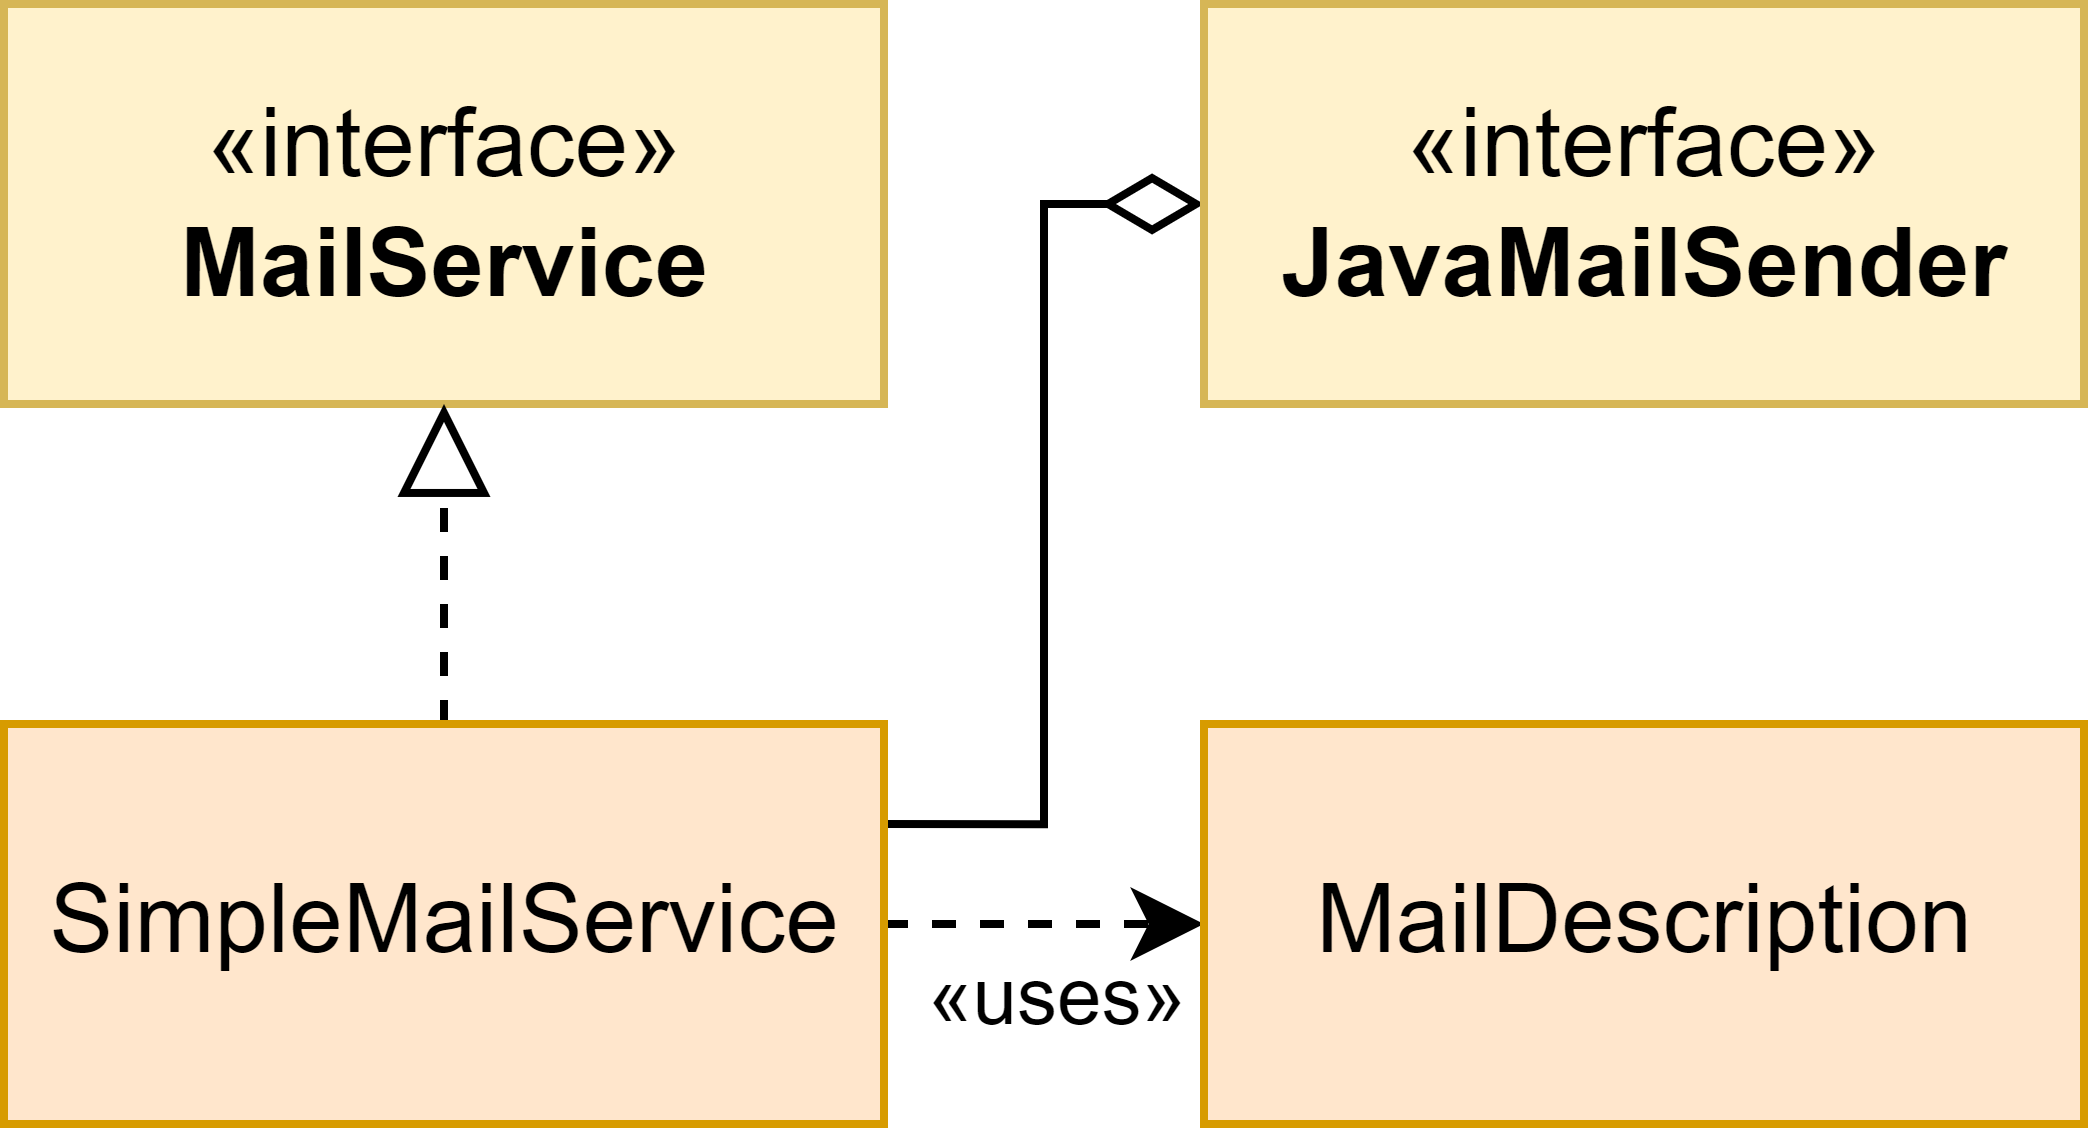 «interface»
MailService
«interface»
JavaMailSender
SimpleMailService
«uses»
MailDescription